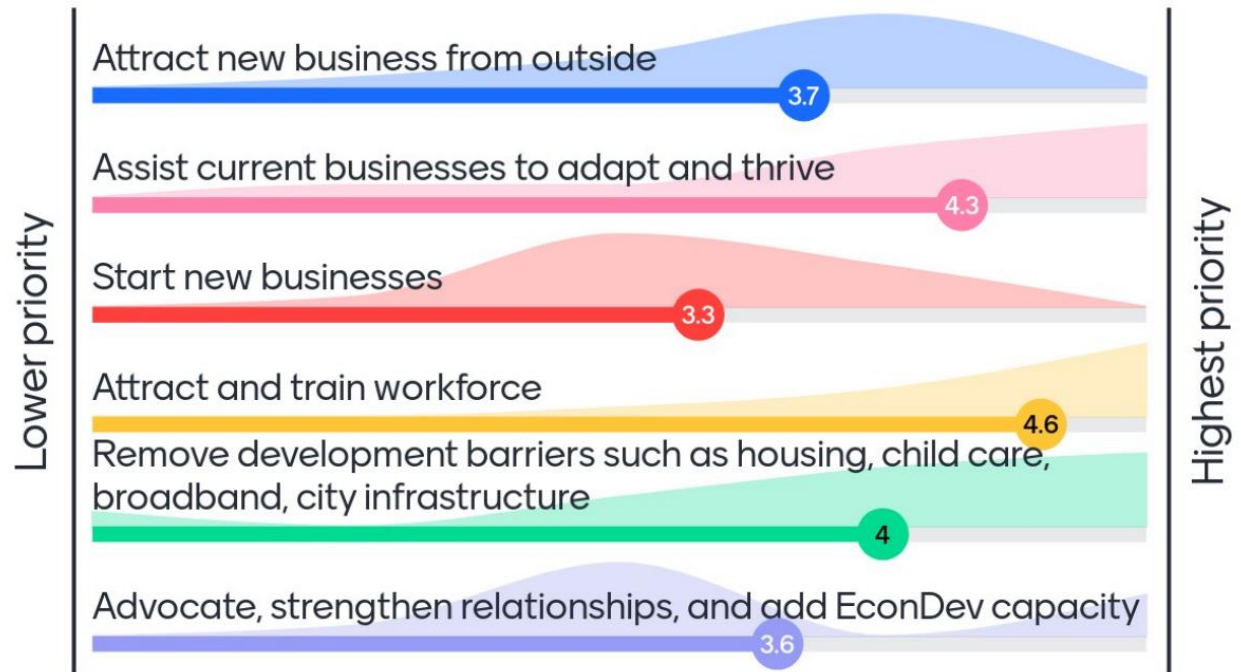 Attract new business from outside
3.7
Assist current businesses to adapt and thrive
4.3
Start new businesses
3.3
Attract and train workforce
4.6
Remove development barriers such as housing, child care,
broadband, city infrastructure
4
Advocate, strengthen relationships, and add EconDev capacity
3.6
Lower priority
Highest priority